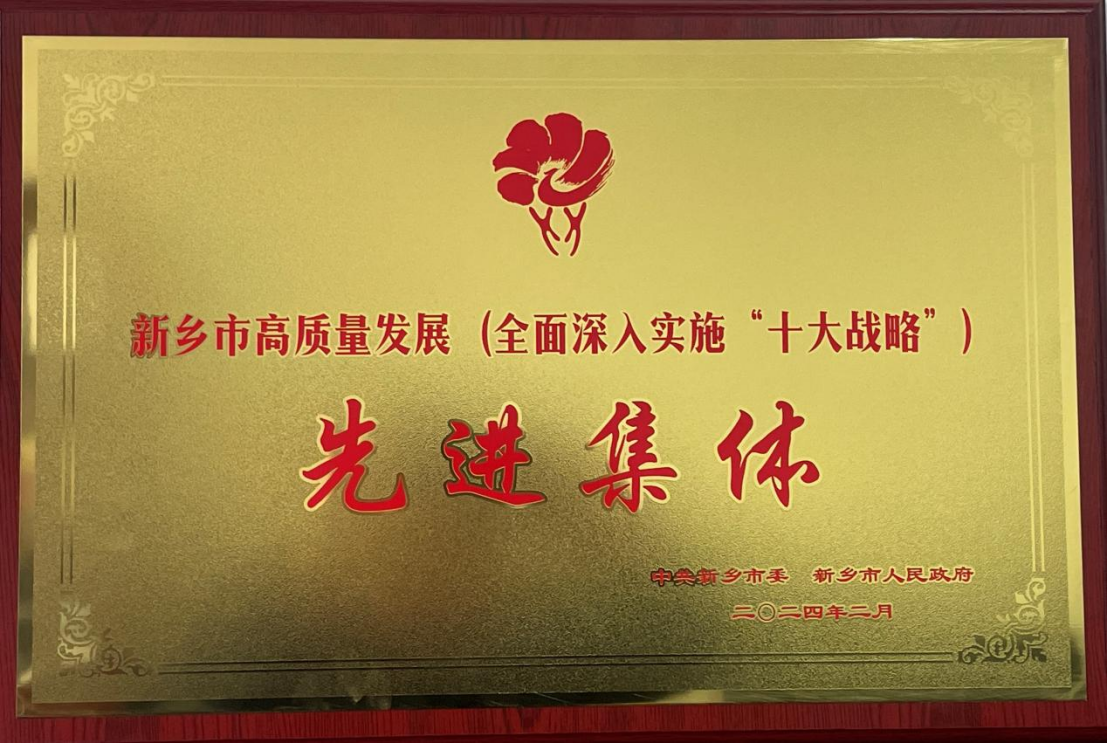 新乡市高质量发展（全面深入实施“十大战略”）
先进集体
中共新乡市委 新乡市人民政府
二〇二四年二月